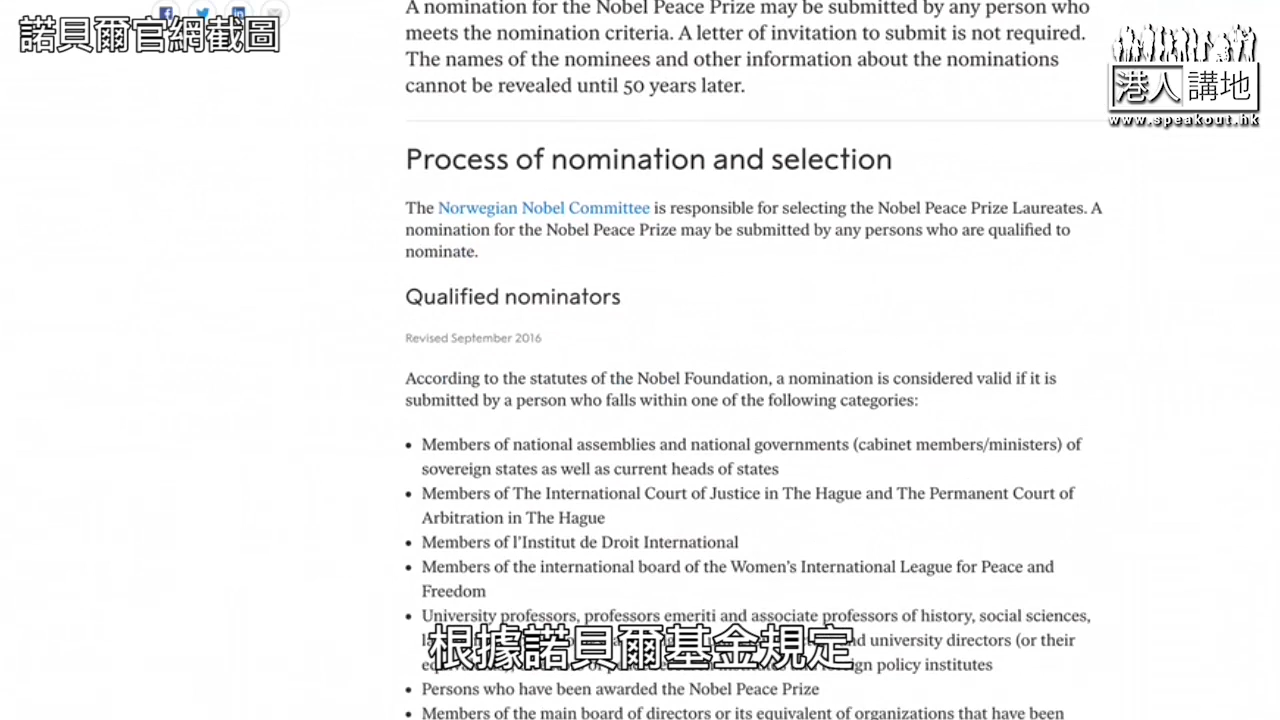 A nomination for the Nobel Peace Prize may be submitted by any person who
meets the nomination criteria. A letter of invitation to submit is not required.
The names of the nominees and other information about the nominations
cannot be revealed until 50 years later.
諾貝爾官網截圖
港人講地
www.speakout.hk
Process of nomination and selection
The Norwegian Nobel Committee is responsible for selecting the Nobel Peace Prize Laureates. A
nomination for the Nobel Peace Prize may be submitted by any persons who are qualified to
nominate.
Qualified nominators
Revised September 2016
According to the statutes of the Nobel Foundation, a nomination is considered valid if it is
submitted by a person who falls within one of the following categories:
• Members of national assemblies and national governments (cabinet members/ministers) of
sovereign states as well as current heads of states
• Members of The International Court of Justice in The Hague and The Permanent Court of
Arbitration in The Hague
• Members of l'Institut de Droit International
• Members of the international board of the Women's International League for Peace and
Freedom
• University professors, professors emeriti and associate professors of history, social sciences,
and university directors (or their
foreign policy institutes
根據諾貝爾基金規定
• Persons who have been awarded the Nobel Peace Prize
• Members of the main board of directors or its equivalent of organizations that have been